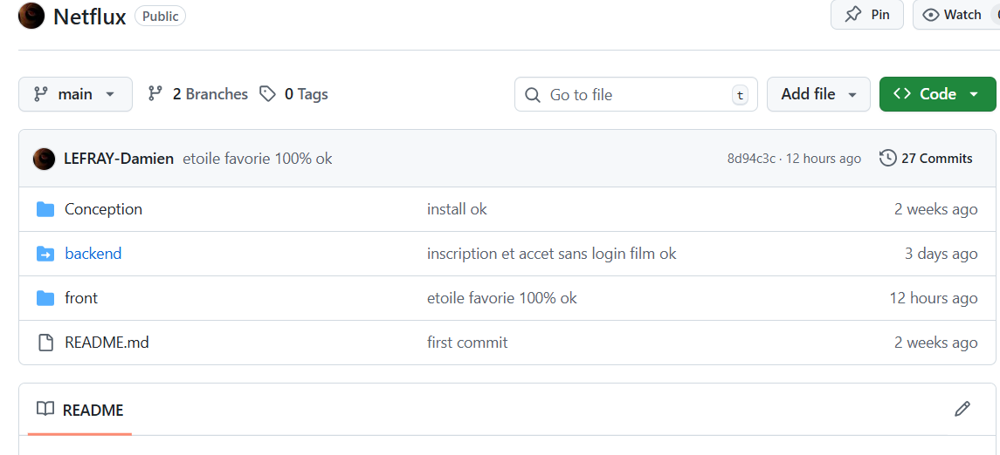 Netflux Public Pin Watch
main 2 Branches 0 Tags Go to file t Add file Code
LEFRAY-Damien etoile favorie 100% ok 8d94c3c · 12 hours ago 27 Commits
Conception install ok 2 weeks ago
backend inscription et accet sans login film ok 3 days ago
front etoile favorie 100% ok 12 hours ago
README.md first commit 2 weeks ago
README